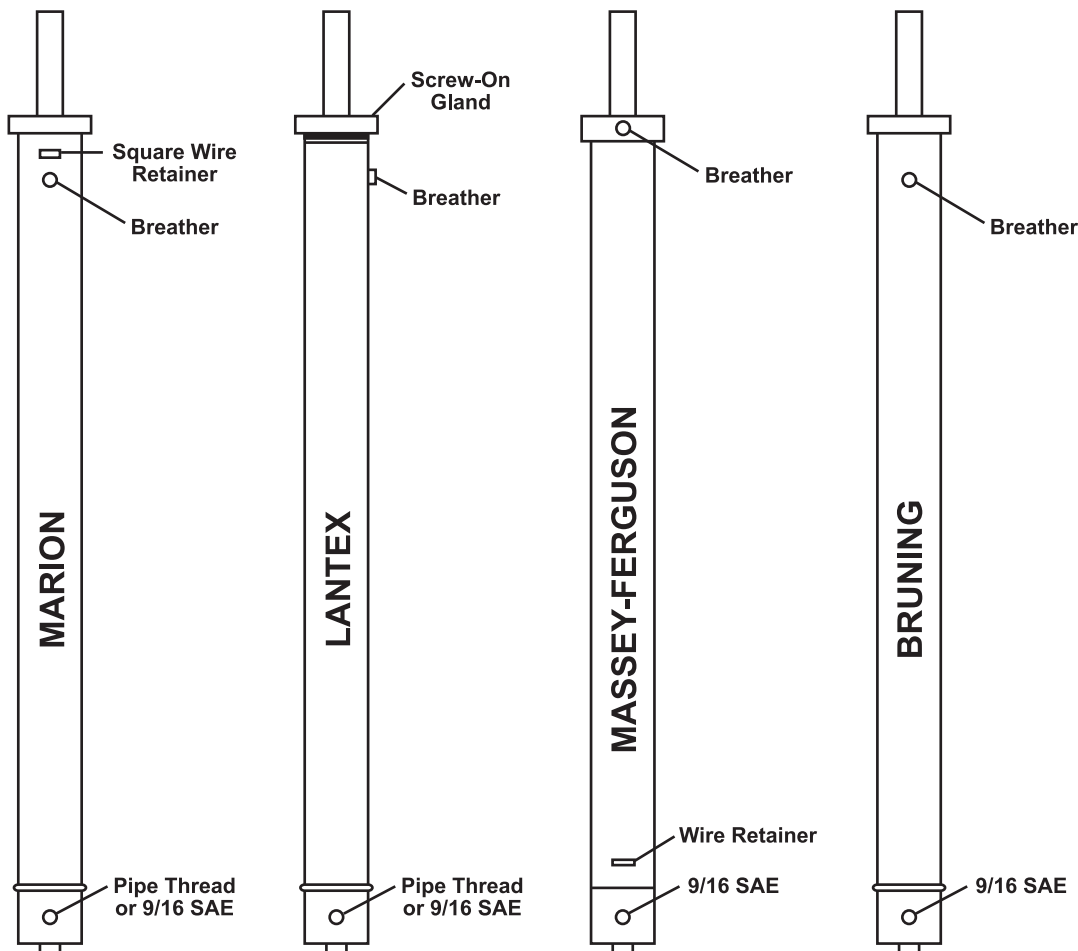 Screw-On
Gland
Square Wire
Retainer
Breather
Breather
Breather
Breather
MARION
LANTEX
MASSEY-FERGUSON
BRUNING
Wire Retainer
Pipe Thread
or 9/16 SAE
Pipe Thread
or 9/16 SAE
9/16 SAE
9/16 SAE